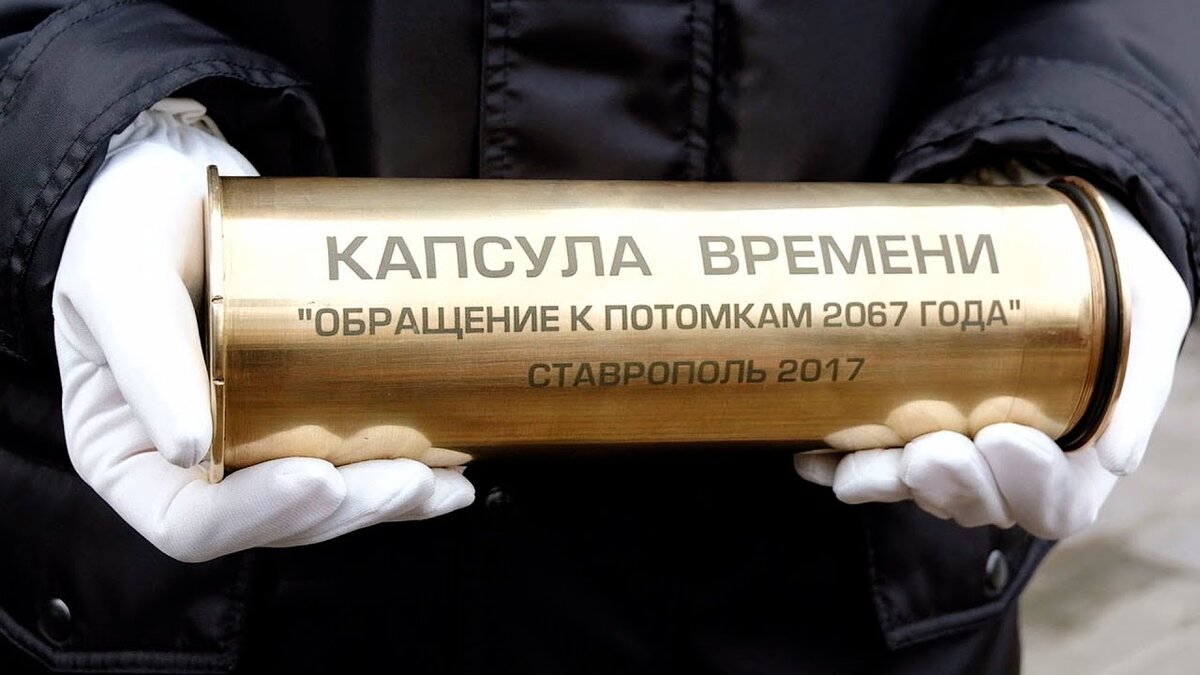 КАПСУЛА ВРЕМЕНИ
"ОБРАЩЕНИЕ К ПОТОМКАМ 2067 ГОДА"
СТАВРОПОЛЬ 2017